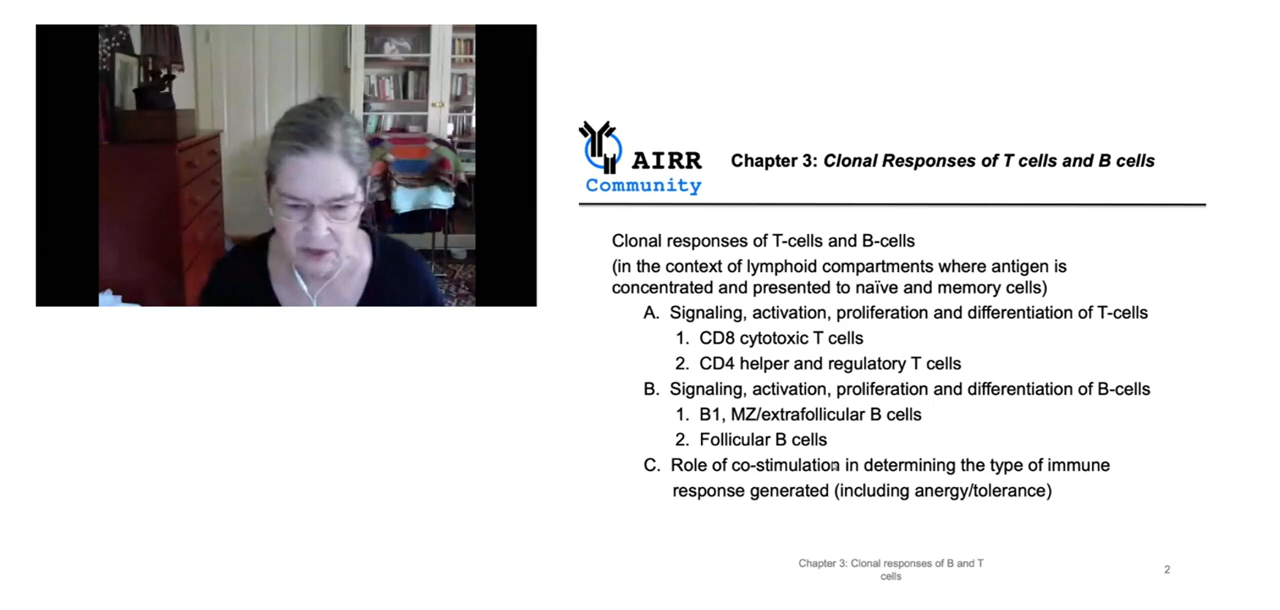 AIRR
Community
Chapter 3: Clonal Responses of T cells and B cells
Clonal responses of T-cells and B-cells
(in the context of lymphoid compartments where antigen is
concentrated and presented to naïve and memory cells)
A. Signaling, activation, proliferation and differentiation of T-cells
1. CD8 cytotoxic T cells
2. CD4 helper and regulatory T cells
B. Signaling, activation, proliferation and differentiation of B-cells
1. B1, MZ/extrafollicular B cells
2. Follicular B cells
C. Role of co-stimulation in determining the type of immune
response generated (including anergy/tolerance)
Chapter 3: Clonal responses of B and T
cells
2